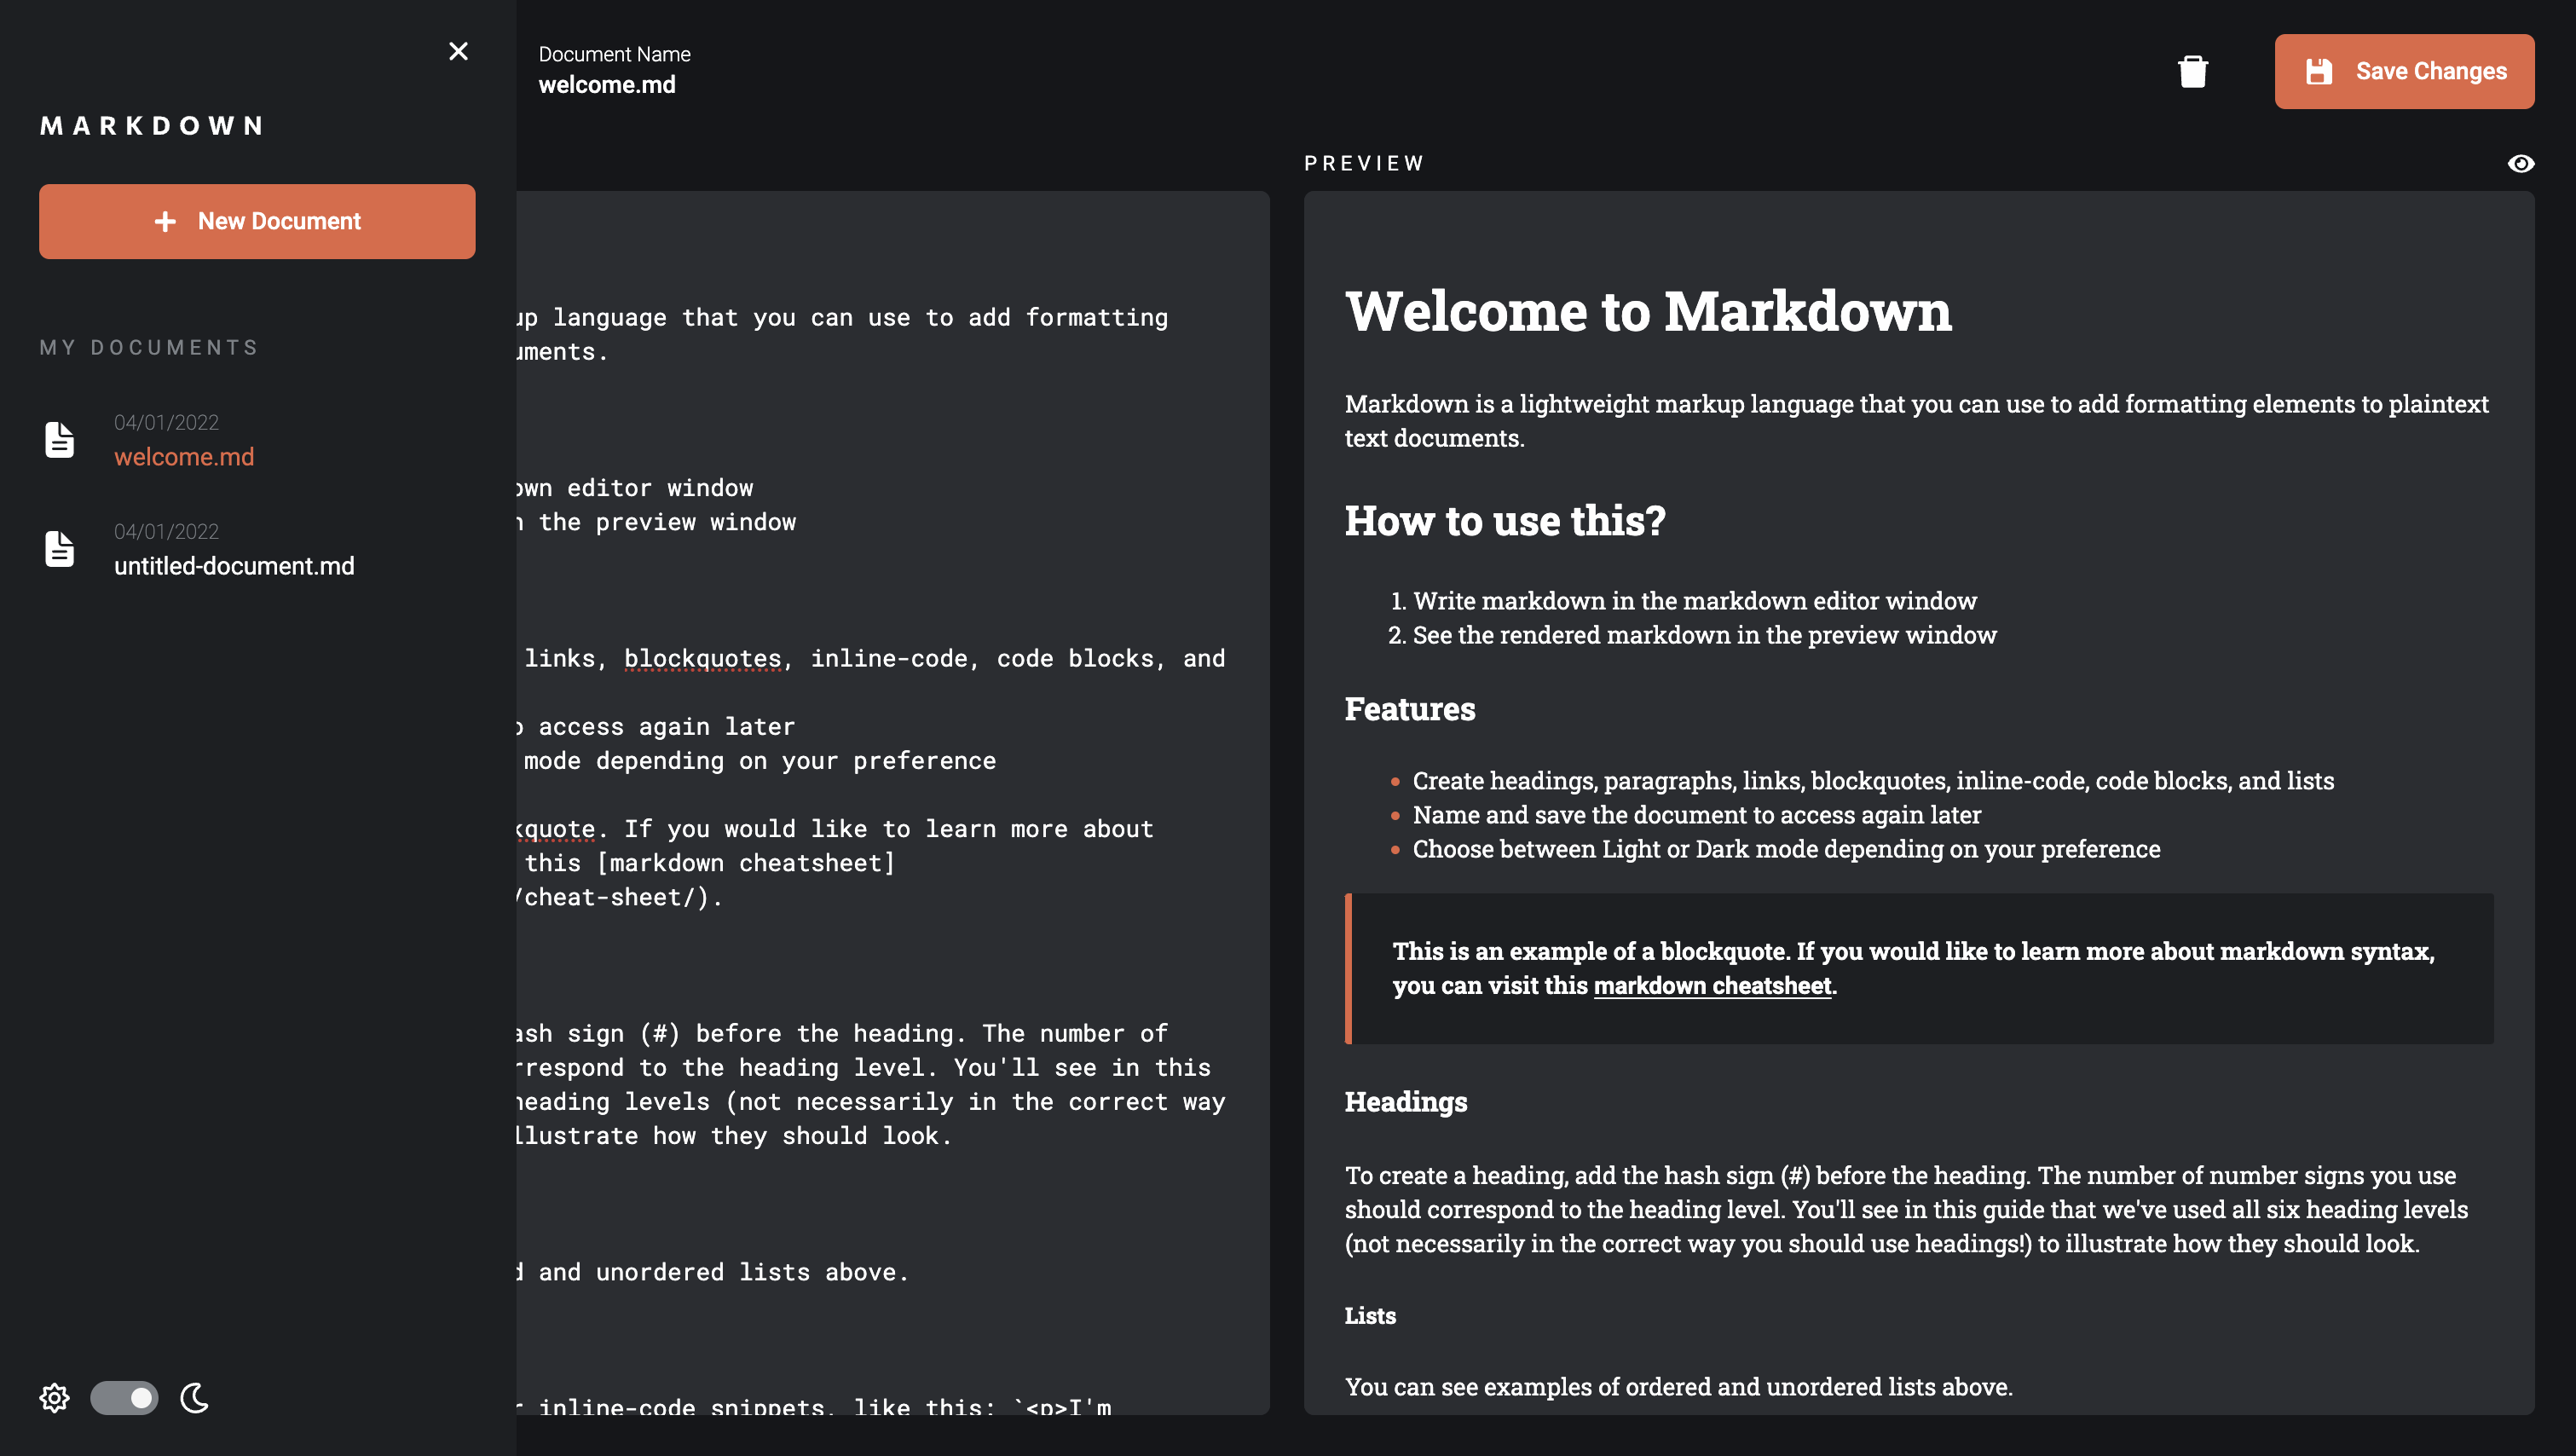 Document Name
welcome.md
Save Changes
MARKDOWN
New Document
MY DOCUMENTS
04/01/2022
welcome.md
04/01/2022
untitled-document.md
language that you can use to add formatting
editor window
the preview window
links, blockquotes, inline-code, code blocks, and
access again later
mode depending on your preference
If you would like to learn more about
this [markdown cheatsheet]
/cheat-sheet/).
sign (#) before the heading. The number of
to the heading level. You'll see in this
levels (not necessarily in the correct way
how they should look.
and unordered lists above.
inline-code snippets, like this: `<p>I'm
PREVIEW
Welcome to Markdown
Markdown is a lightweight markup language that you can use to add formatting elements to plaintext
text documents.
How to use this?
1. Write markdown in the markdown editor window
2. See the rendered markdown in the preview window
Features
• Create headings, paragraphs, links, blockquotes, inline-code, code blocks, and lists
• Name and save the document to access again later
• Choose between Light or Dark mode depending on your preference
This is an example of a blockquote. If you would like to learn more about markdown syntax,
you can visit this markdown cheatsheet.
Headings
To create a heading, add the hash sign (#) before the heading. The number of number signs you use
should correspond to the heading level. You'll see in this guide that we've used all six heading levels
(not necessarily in the correct way you should use headings!) to illustrate how they should look.
Lists
You can see examples of ordered and unordered lists above.